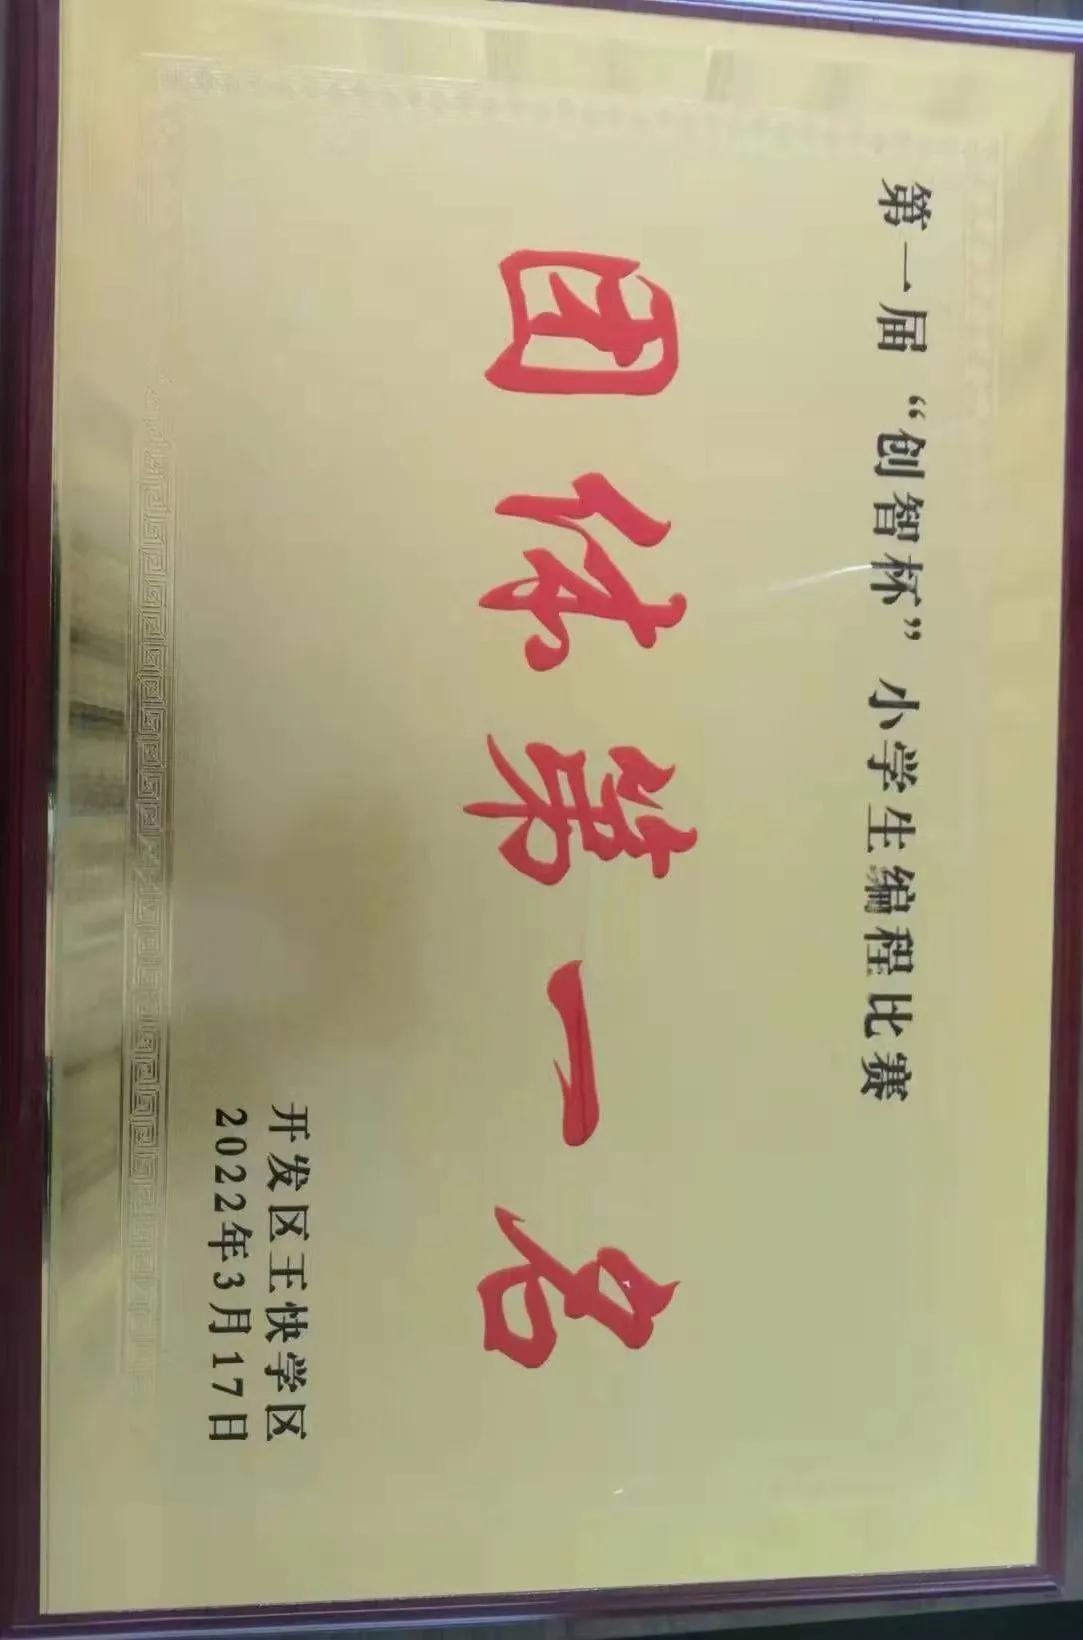 第一届“创智杯”小学生编程比赛
团体第一名
开发区王快学区
2022年3月17日